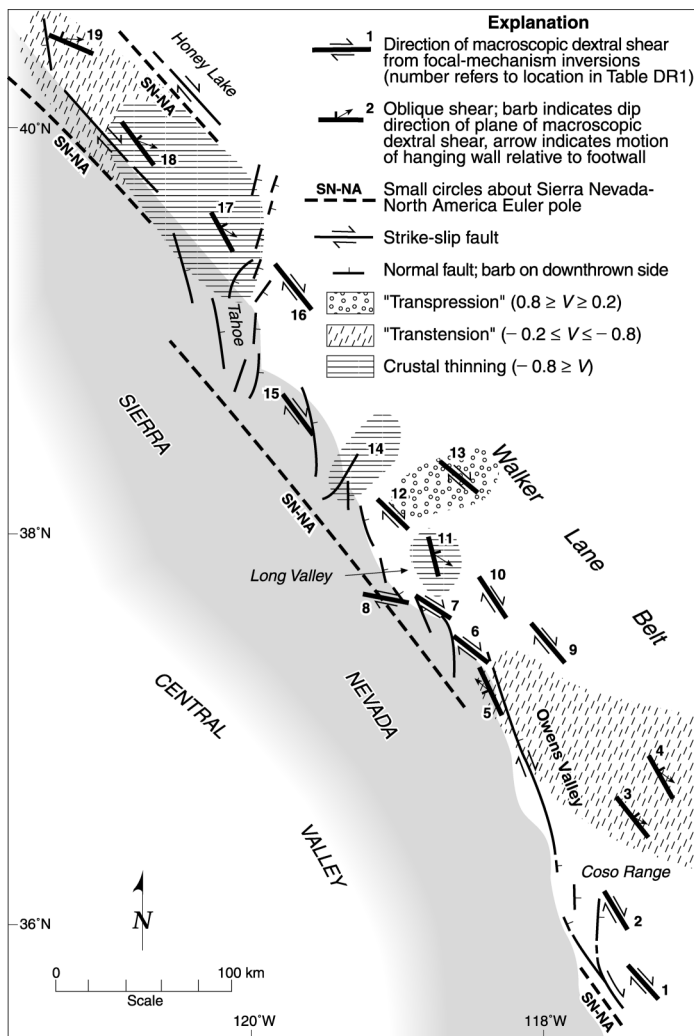 Explanation
1 Direction of macroscopic dextral shear
from focal-mechanism inversions
(number refers to location in Table DR1)
2 Oblique shear; barb indicates dip
direction of plane of macroscopic
dextral shear, arrow indicates motion
of hanging wall relative to footwall
SN-NA Small circles about Sierra Nevada-
North America Euler pole
Strike-slip fault
Normal fault; barb on downthrown side
"Transpression" (0.8 ≥ V ≥ 0.2)
"Transtension" (– 0.2 ≤ V ≤ – 0.8)
Crustal thinning (– 0.8 ≥ V)
19
Honey Lake
SN-NA
40°N
SN-NA
18
17
16
Tahoe
15
SIERRA
14
13
Walker
12
SN-NA
38°N
11
Lane
Long Valley
10
8
7
Belt
6
9
CENTRAL
NEVADA
5
Owens Valley
4
3
VALLEY
Coso Range
N
36°N
2
0
100 km
Scale
1
SN-NA
120°W
118°W